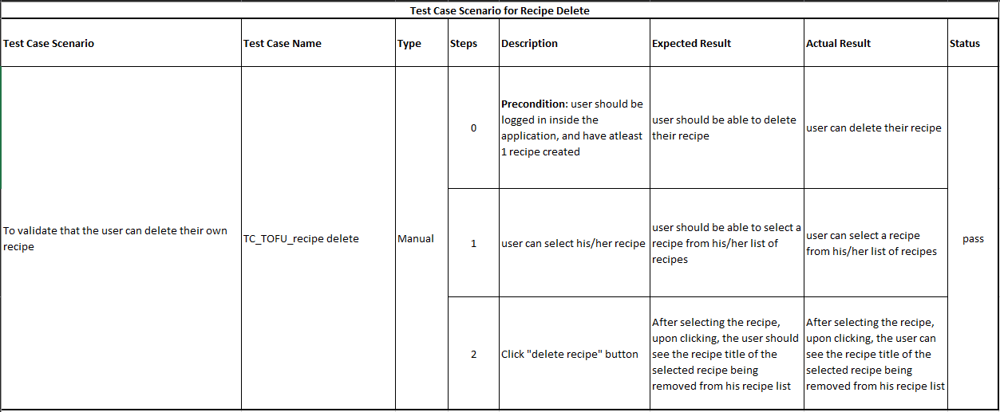 Test Case Scenario for Recipe Delete
Test Case Scenario
Test Case Name
Type
Steps
Description
Expected Result
Actual Result
Status
To validate that the user can delete their own
recipe
TC_TOFU_recipe delete
Manual
0
Precondition: user should be
logged in inside the
application, and have atleast
1 recipe created
user should be able to delete
their recipe
user can delete their recipe
1
user can select his/her recipe
user should be able to select a
recipe from his/her list of
recipes
user can select a recipe
from his/her list of recipes
2
Click "delete recipe" button
After selecting the recipe,
upon clicking, the user should
see the recipe title of the
selected recipe being
removed from his recipe list
After selecting the recipe,
upon clicking, the user can
see the recipe title of the
selected recipe being
removed from his recipe list
pass